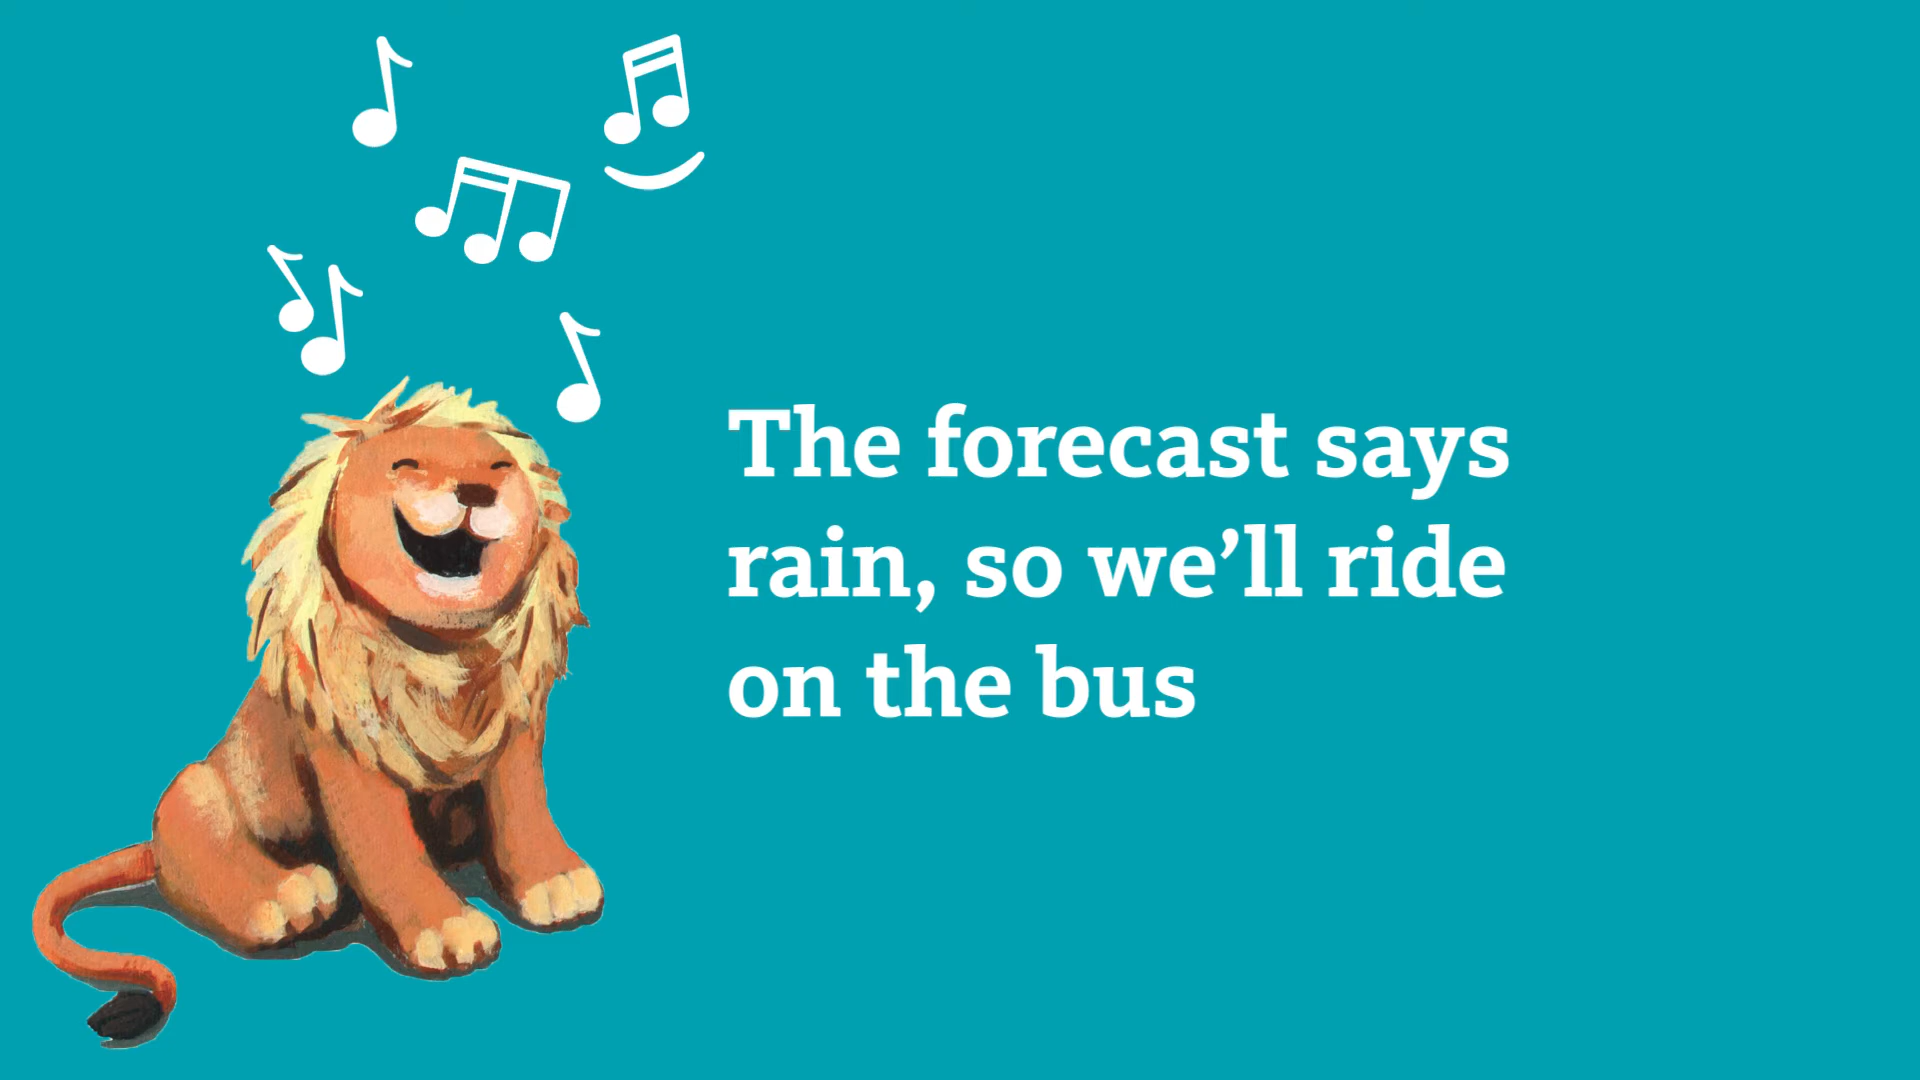 The forecast says
rain, so we’ll ride
on the bus